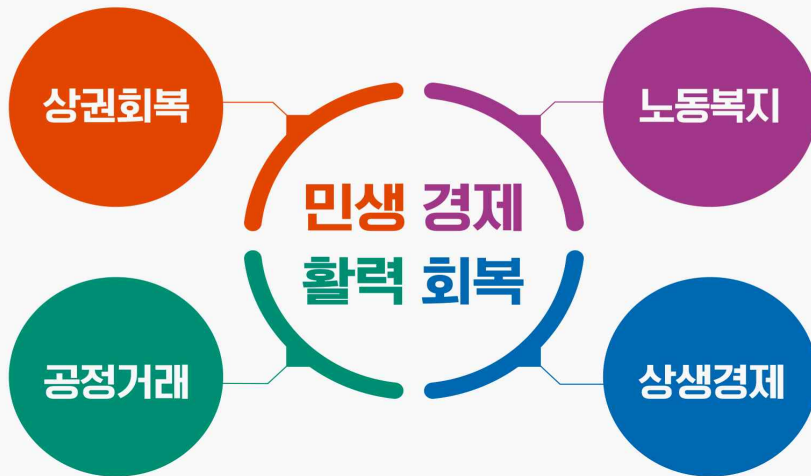 상권회복
노동복지
민생 경제
활력 회복
공정거래
상생경제